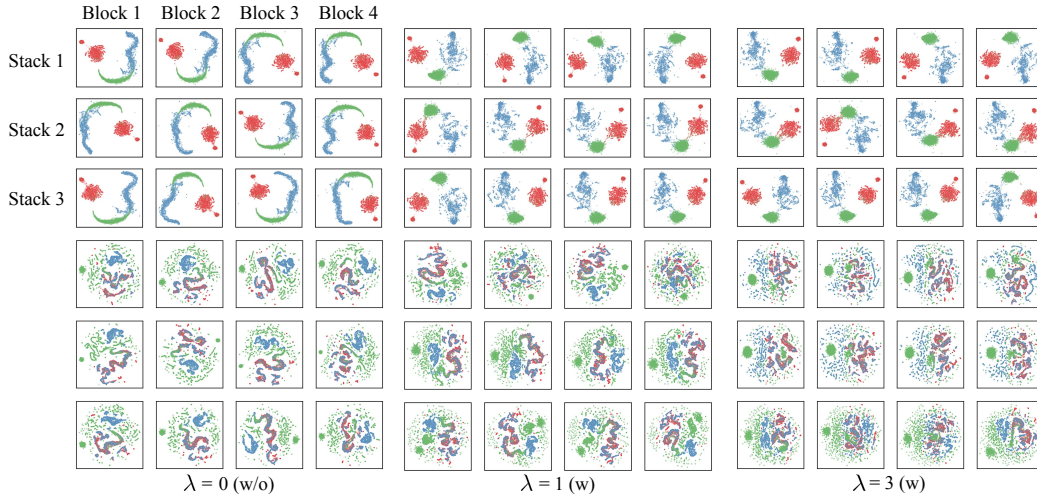 Block 1 Block 2 Block 3 Block 4
Stack 1
Stack 2
Stack 3
λ = 0 (w/o) λ = 1 (w) λ = 3 (w)